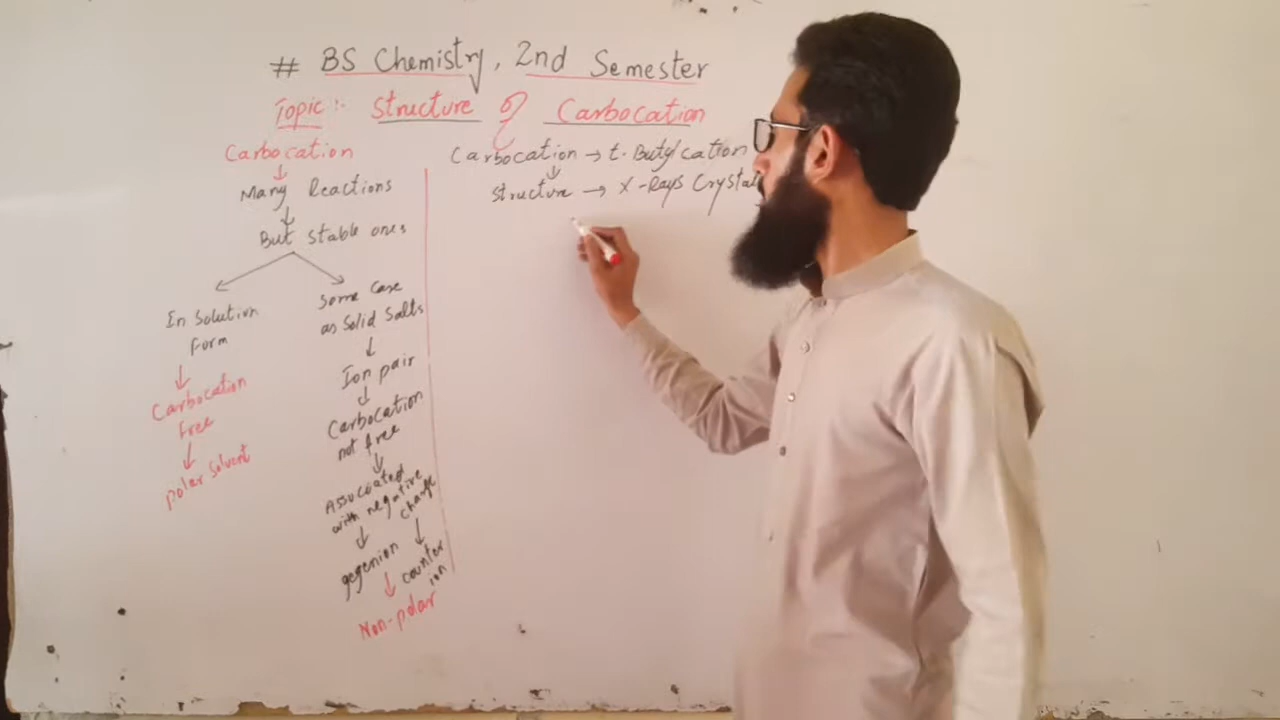 # BS Chemistry, 2nd Semester
Topic:- Structure of Carbocation
Carbocation
↓
Many Reactions
↓
But stable ones
In Solution
form
↓
Carbocation
free
↓
polar solvent
Some case
as Solid Salts
↓
Ion pair
↓
Carbocation
not free
↓
Associated
with negative
charge
↓ ↓
gegenion counter
ion
↓
Non-polar
Carbocation → t. Butyl cation
↓
Structure → X-Rays Crystal